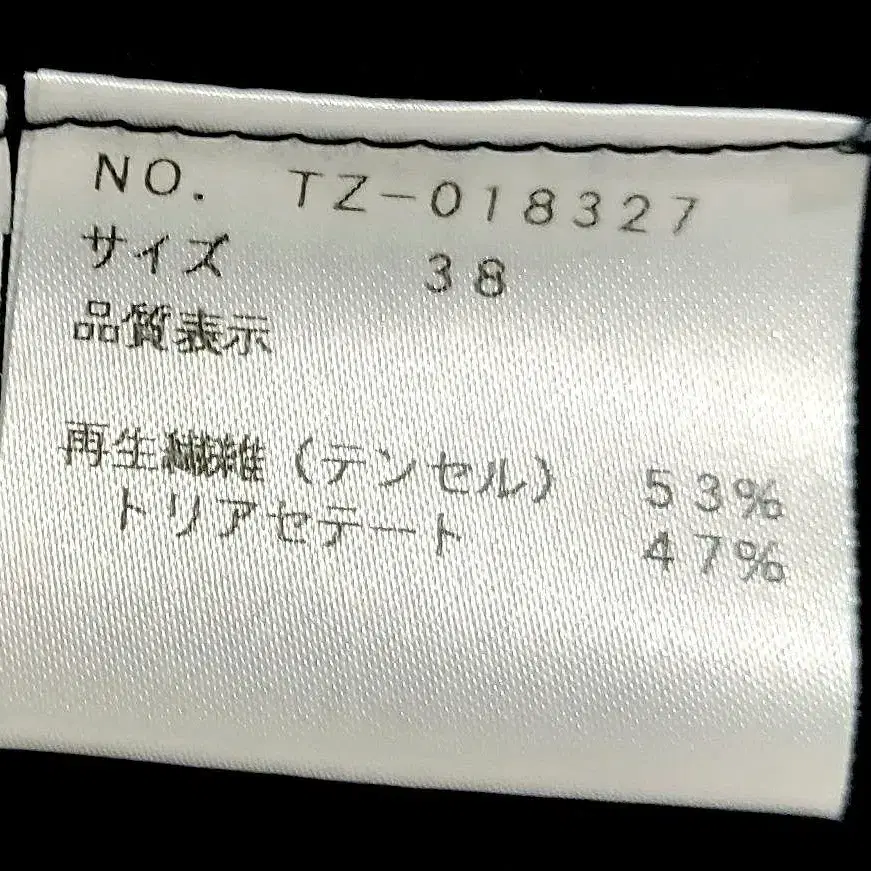 NO. TZ-018327
サイズ 38
品質表示
再生繊維(テンセル) 53%
トリアセテート 47%